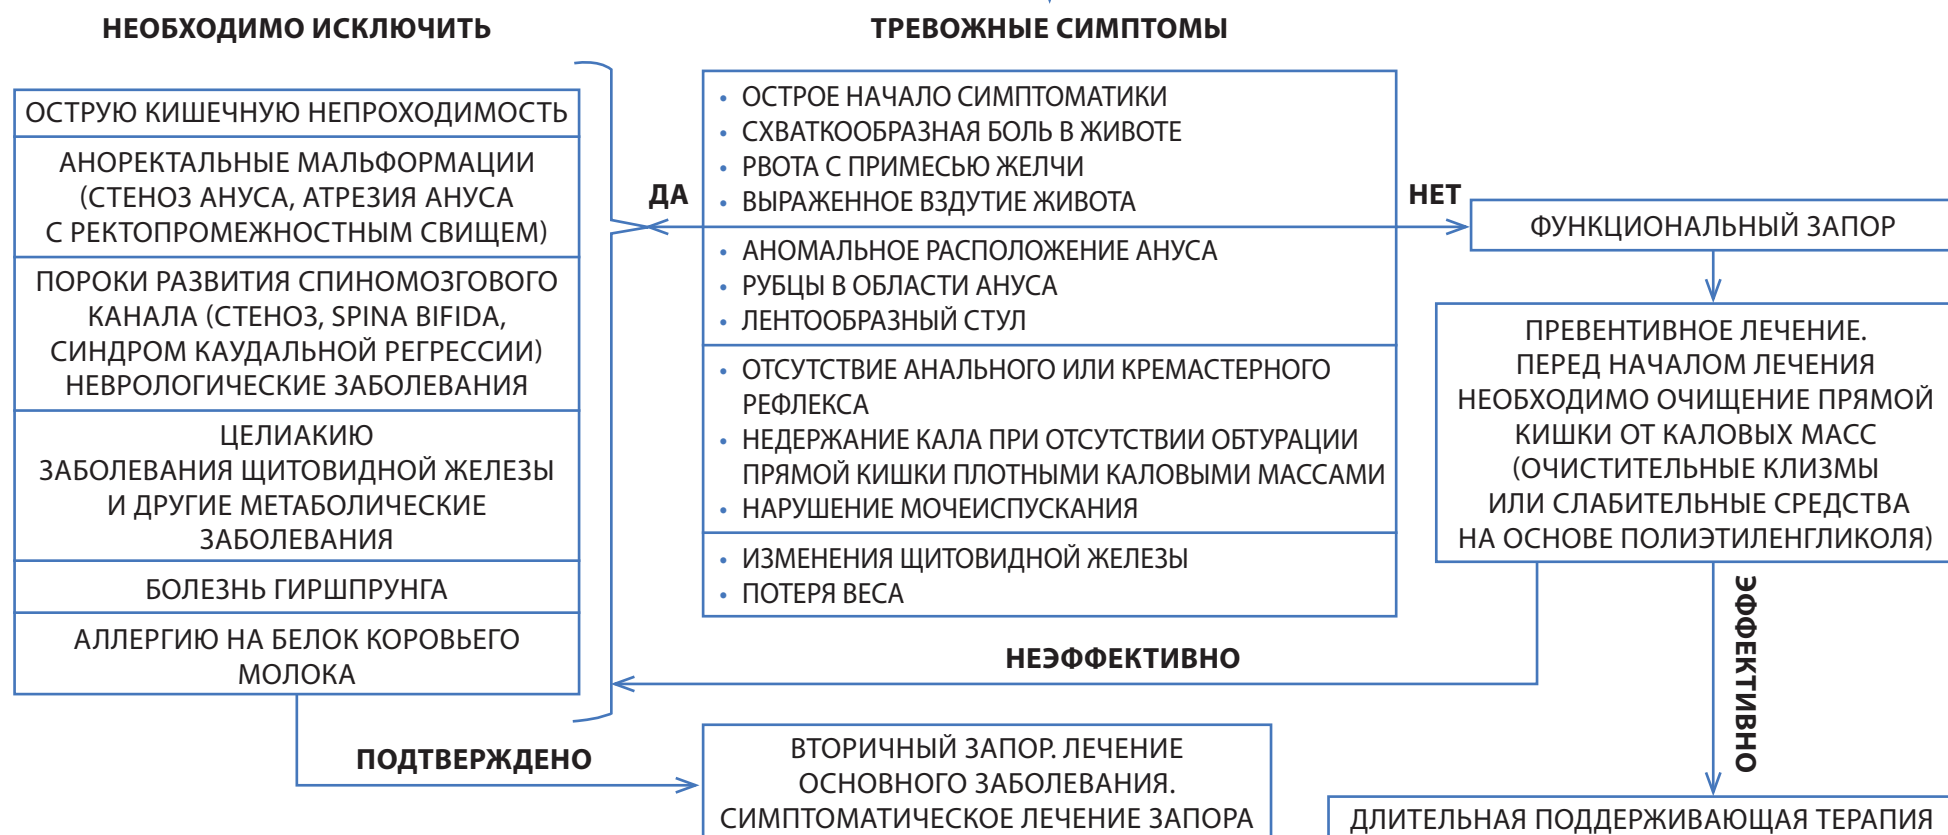 НЕОБХОДИМО ИСКЛЮЧИТЬ
ОСТРУЮ КИШЕЧНУЮ НЕПРОХОДИМОСТЬ
АНОРЕКТАЛЬНЫЕ МАЛЬФОРМАЦИИ
(СТЕНОЗ АНУСА, АТРЕЗИЯ АНУСА
С РЕКТОПРОМЕЖНОСТНЫМ СВИЩЕМ)
ПОРОКИ РАЗВИТИЯ СПИНОМОЗГОВОГО
КАНАЛА (СТЕНОЗ, SPINA BIFIDA,
СИНДРОМ КАУДАЛЬНОЙ РЕГРЕССИИ)
НЕВРОЛОГИЧЕСКИЕ ЗАБОЛЕВАНИЯ
ЦЕЛИАКИЮ
ЗАБОЛЕВАНИЯ ЩИТОВИДНОЙ ЖЕЛЕЗЫ
И ДРУГИЕ МЕТАБОЛИЧЕСКИЕ
ЗАБОЛЕВАНИЯ
БОЛЕЗНЬ ГИРШПРУНГА
АЛЛЕРГИЮ НА БЕЛОК КОРОВЬЕГО
МОЛОКА
ДА
ТРЕВОЖНЫЕ СИМПТОМЫ
• ОСТРОЕ НАЧАЛО СИМПТОМАТИКИ
• СХВАТКООБРАЗНАЯ БОЛЬ В ЖИВОТЕ
• РВОТА С ПРИМЕСЬЮ ЖЕЛЧИ
• ВЫРАЖЕННОЕ ВЗДУТИЕ ЖИВОТА
• АНОМАЛЬНОЕ РАСПОЛОЖЕНИЕ АНУСА
• РУБЦЫ В ОБЛАСТИ АНУСА
• ЛЕНТООБРАЗНЫЙ СТУЛ
• ОТСУТСТВИЕ АНАЛЬНОГО ИЛИ КРЕМАСТЕРНОГО
РЕФЛЕКСА
• НЕДЕРЖАНИЕ КАЛА ПРИ ОТСУТСТВИИ ОБТУРАЦИИ
ПРЯМОЙ КИШКИ ПЛОТНЫМИ КАЛОВЫМИ МАССАМИ
• НАРУШЕНИЕ МОЧЕИСПУСКАНИЯ
• ИЗМЕНЕНИЯ ЩИТОВИДНОЙ ЖЕЛЕЗЫ
• ПОТЕРЯ ВЕСА
НЕТ
ФУНКЦИОНАЛЬНЫЙ ЗАПОР
ПРЕВЕНТИВНОЕ ЛЕЧЕНИЕ.
ПЕРЕД НАЧАЛОМ ЛЕЧЕНИЯ
НЕОБХОДИМО ОЧИЩЕНИЕ ПРЯМОЙ
КИШКИ ОТ КАЛОВЫХ МАСС
(ОЧИСТИТЕЛЬНЫЕ КЛИЗМЫ
ИЛИ СЛАБИТЕЛЬНЫЕ СРЕДСТВА
НА ОСНОВЕ ПОЛИЭТИЛЕНГЛИКОЛЯ)
НЕЭФФЕКТИВНО
ЭФФЕКТИВНО
ПОДТВЕРЖДЕНО
ВТОРИЧНЫЙ ЗАПОР. ЛЕЧЕНИЕ
ОСНОВНОГО ЗАБОЛЕВАНИЯ.
СИМПТОМАТИЧЕСКОЕ ЛЕЧЕНИЕ ЗАПОРА
ДЛИТЕЛЬНАЯ ПОДДЕРЖИВАЮЩАЯ ТЕРАПИЯ